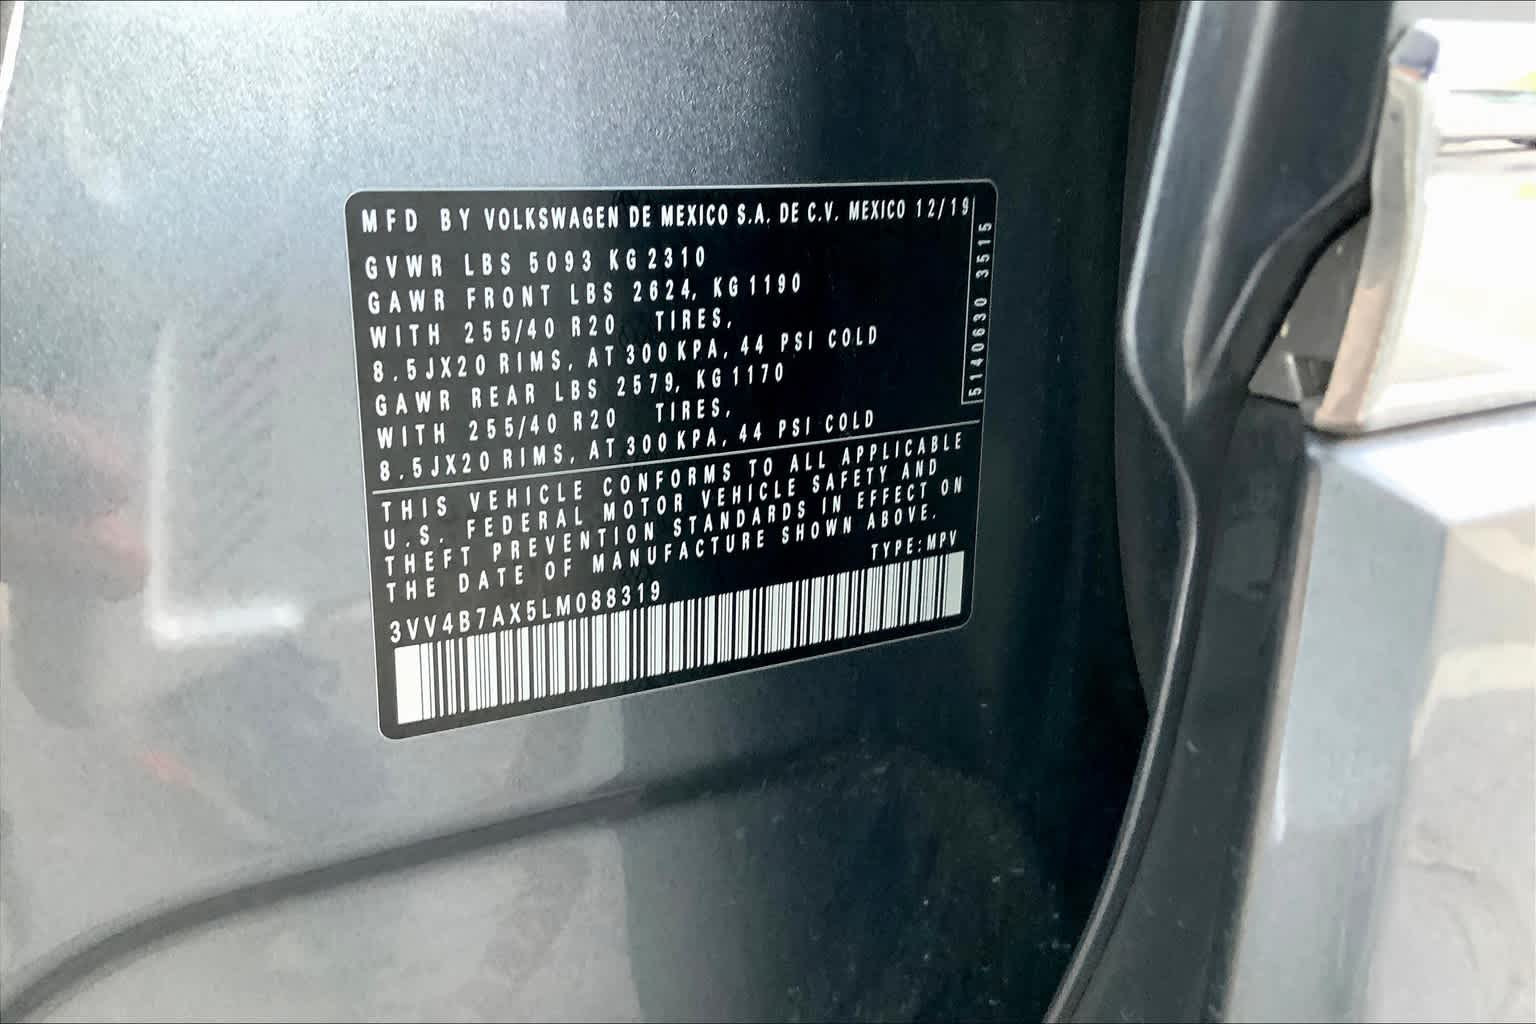 MFD BY VOLKSWAGEN DE MEXICO S.A. DE C.V. MEXICO 12/19
GVWR LBS 5093 KG 2310
GAWR FRONT LBS 2624, KG 1190
WITH 255/40 R20 TIRES,
8.5JX20 RIMS, AT 300 KPA, 44 PSI COLD
GAWR REAR LBS 2579, KG 1170
WITH 255/40 R20 TIRES,
8.5JX20 RIMS, AT 300 KPA, 44 PSI COLD
5140630 3515
THIS VEHICLE CONFORMS TO ALL APPLICABLE
U.S. FEDERAL MOTOR VEHICLE SAFETY AND
THEFT PREVENTION STANDARDS IN EFFECT ON
THE DATE OF MANUFACTURE SHOWN ABOVE.
TYPE:MPV
3VV4B7AX5LM088319